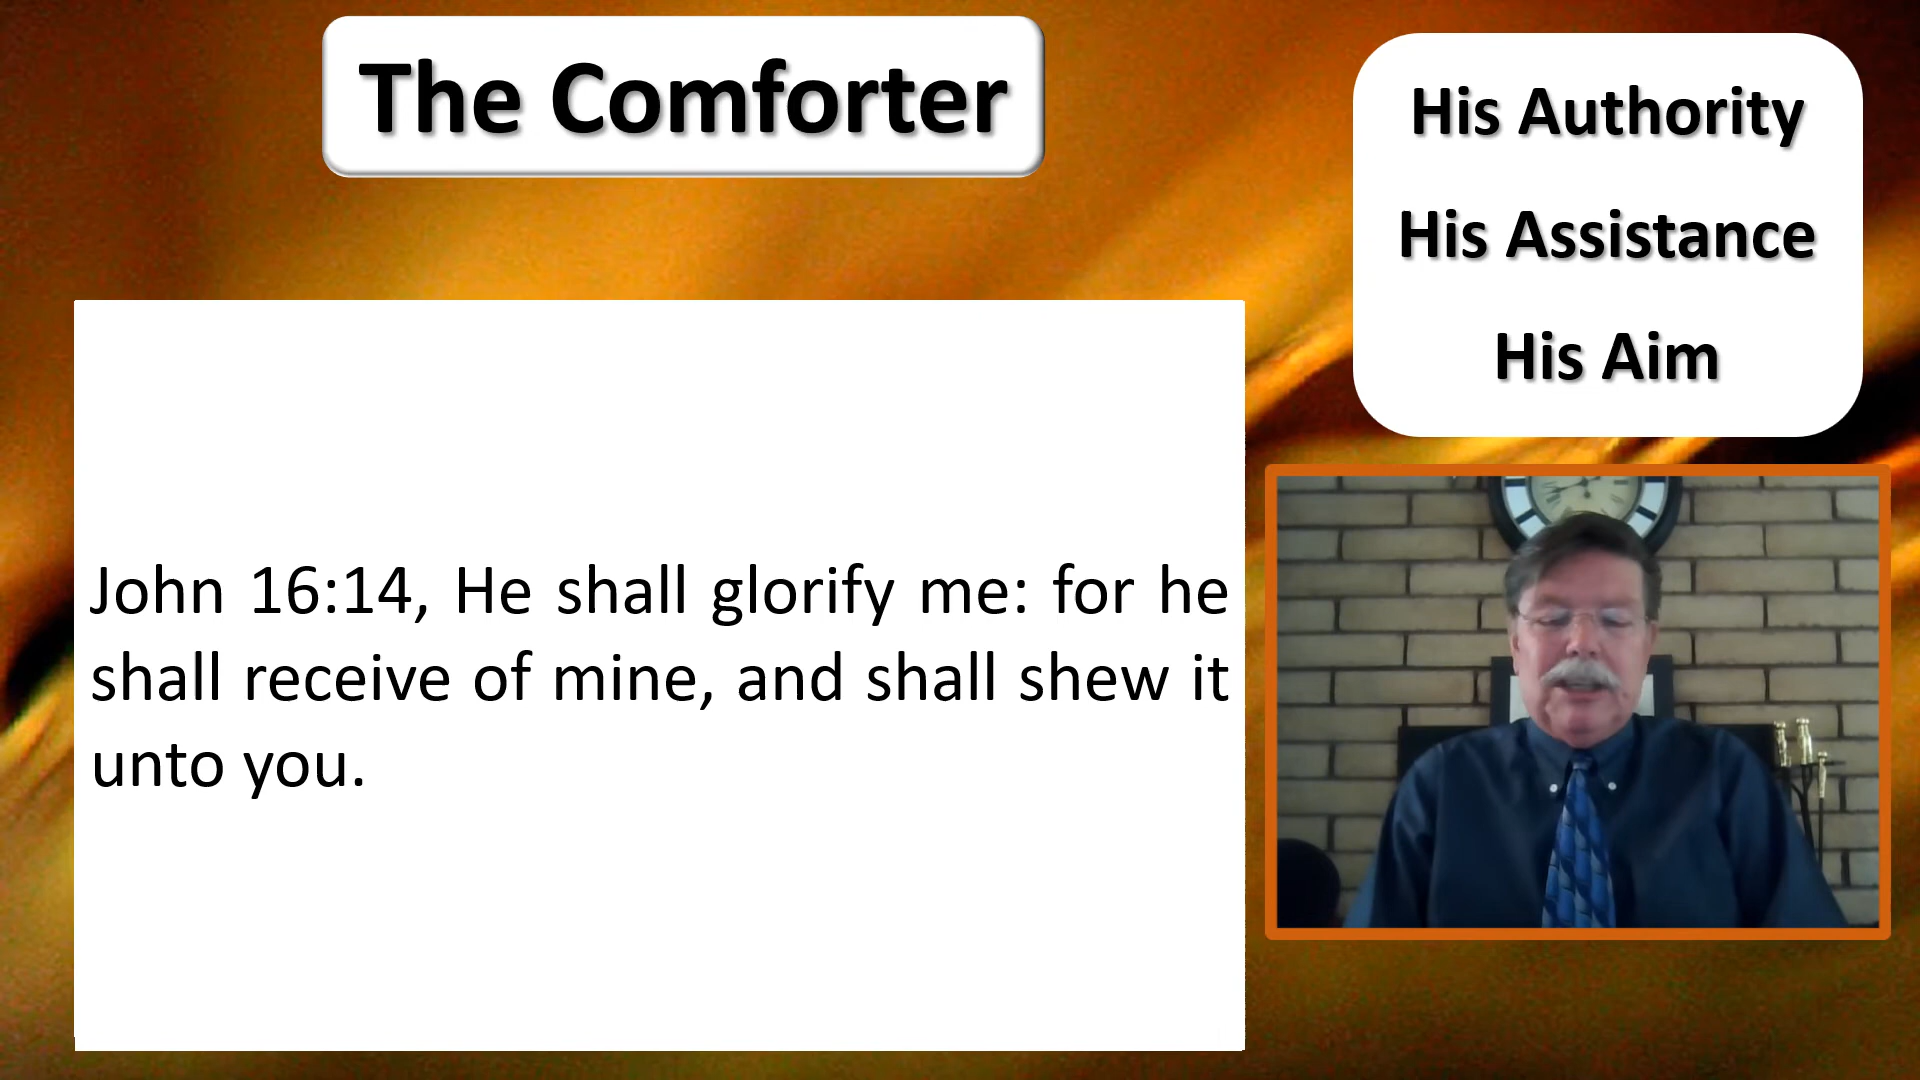 The Comforter
His Authority
His Assistance
His Aim
John 16:14, He shall glorify me: for he
shall receive of mine, and shall shew it
unto you.